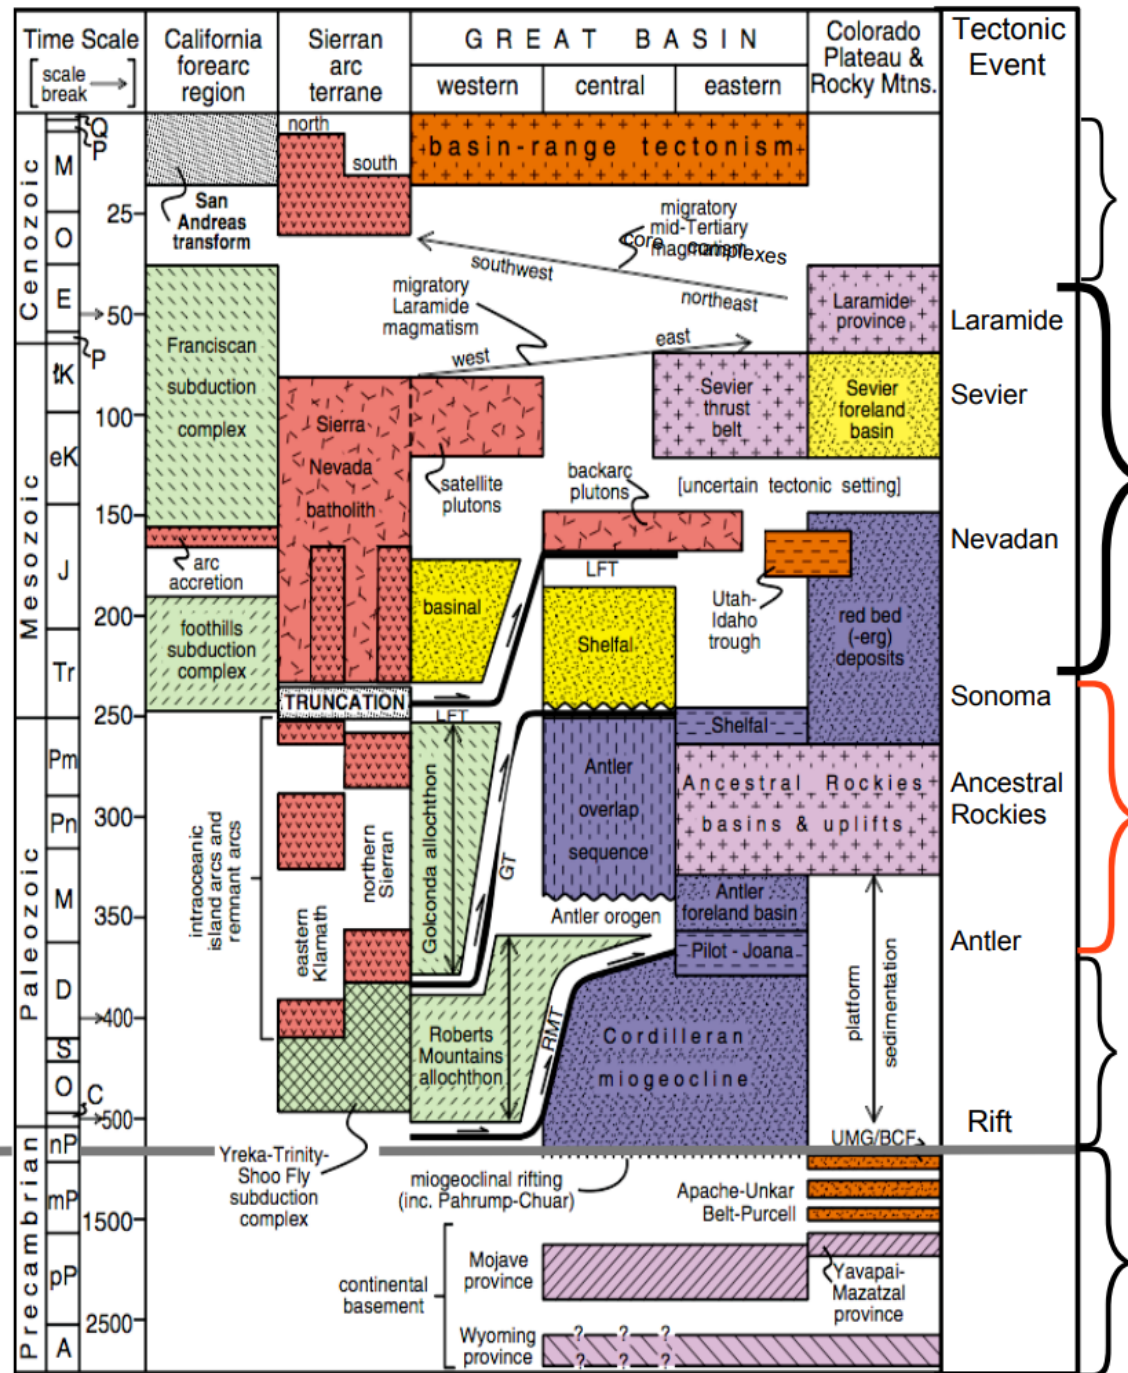 Time Scale
[scale break →]
California
forearc
region
Sierran
arc
terrane
GREAT BASIN
western
central
eastern
Colorado
Plateau &
Rocky Mtns.
Tectonic
Event
Cenozoic
Mesozoic
Paleozoic
Precambrian
Q
P
M
O
E
P
lK
eK
J
Tr
Pm
Pn
M
D
S
O
C
nP
mP
pP
A
25
50
100
150
200
250
300
350
400
500
1500
2500
San
Andreas
transform
north
south
basin-range tectonism
migratory
mid-Tertiary
magmatism
core complexes
southwest
northeast
migratory
Laramide
magmatism
west
east
Laramide
province
Laramide
Franciscan
subduction
complex
Sierra
Nevada
batholith
satellite
plutons
Sevier
thrust
belt
Sevier
foreland
basin
Sevier
backarc
plutons
[uncertain tectonic setting]
arc
accretion
LFT
Nevadan
foothills
subduction
complex
basinal
Shelfal
Utah-
Idaho
trough
red bed
(-erg)
deposits
TRUNCATION
LFT
Shelfal
Sonoma
intraoceanic
island arcs and
remnant arcs
eastern
Klamath
northern
Sierran
Golconda allochthon
GT
Antler
overlap
sequence
Ancestral Rockies
basins & uplifts
Ancestral
Rockies
Antler orogen
Antler
foreland basin
Pilot - Joana
Antler
Roberts
Mountains
allochthon
RMT
Cordilleran
miogeocline
platform
sedimentation
Rift
UMG/BCF
Yreka-Trinity-
Shoo Fly
subduction
complex
miogeoclinal rifting
(inc. Pahrump-Chuar)
Apache-Unkar
Belt-Purcell
continental
basement
Mojave
province
Yavapai-
Mazatzal
province
Wyoming
province
? ? ?
? ? ?